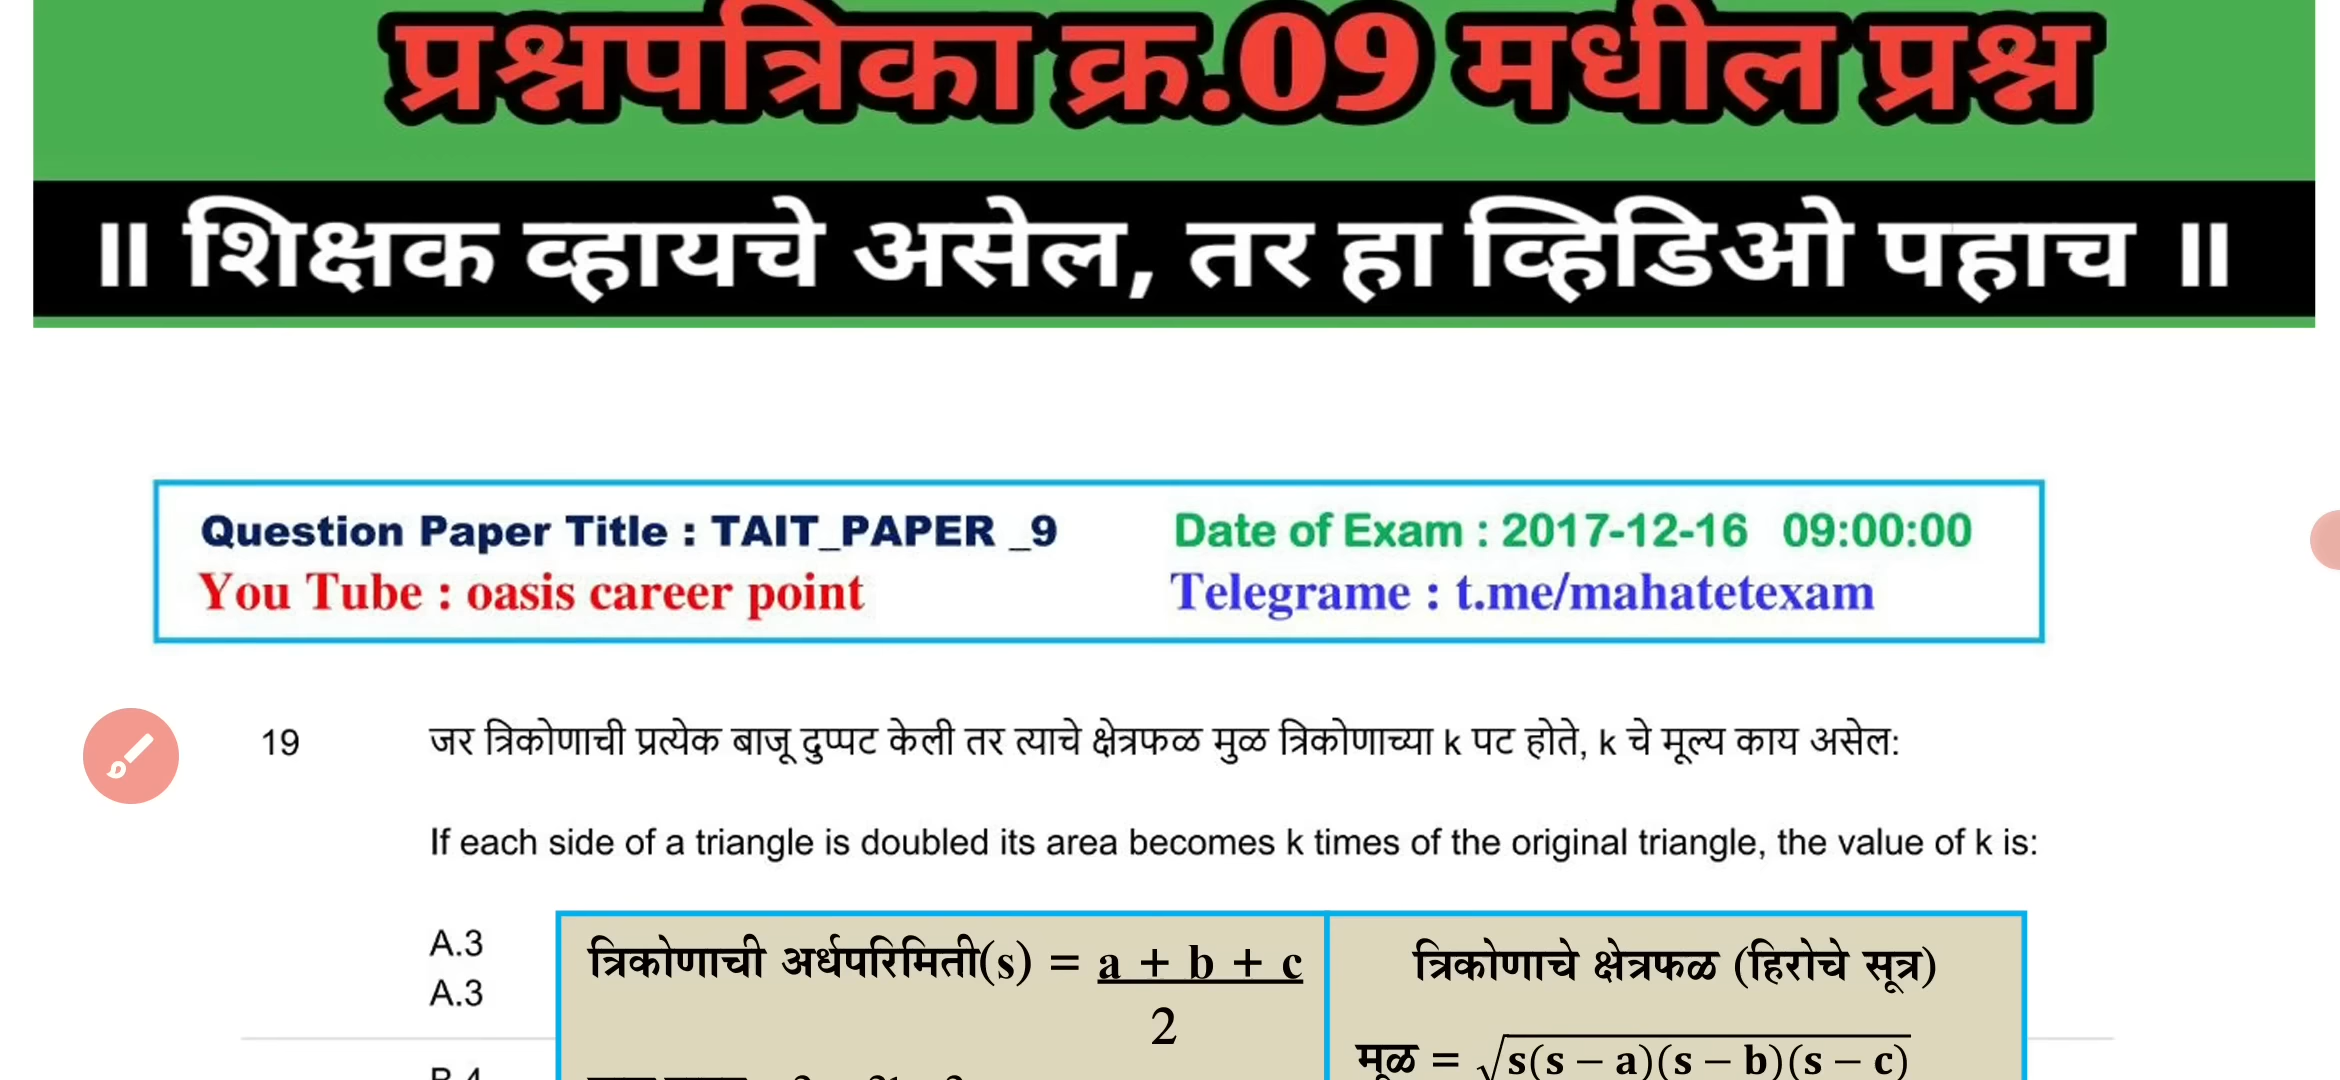 प्रश्नपत्रिका क्र.09 मधील प्रश्न
॥ शिक्षक व्हायचे असेल, तर हा व्हिडिओ पहाच ॥
Question Paper Title : TAIT_PAPER _9 Date of Exam : 2017-12-16 09:00:00
You Tube : oasis career point Telegrame : t.me/mahatetexam
19 जर त्रिकोणाची प्रत्येक बाजू दुप्पट केली तर त्याचे क्षेत्रफळ मुळ त्रिकोणाच्या k पट होते, k चे मूल्य काय असेल:
If each side of a triangle is doubled its area becomes k times of the original triangle, the value of k is:
A.3
A.3
त्रिकोणाची अर्धपरिमिती(s) = a + b + c
2
त्रिकोणाचे क्षेत्रफळ (हिरोचे सूत्र)
मूळ = √s(s − a)(s − b)(s − c)